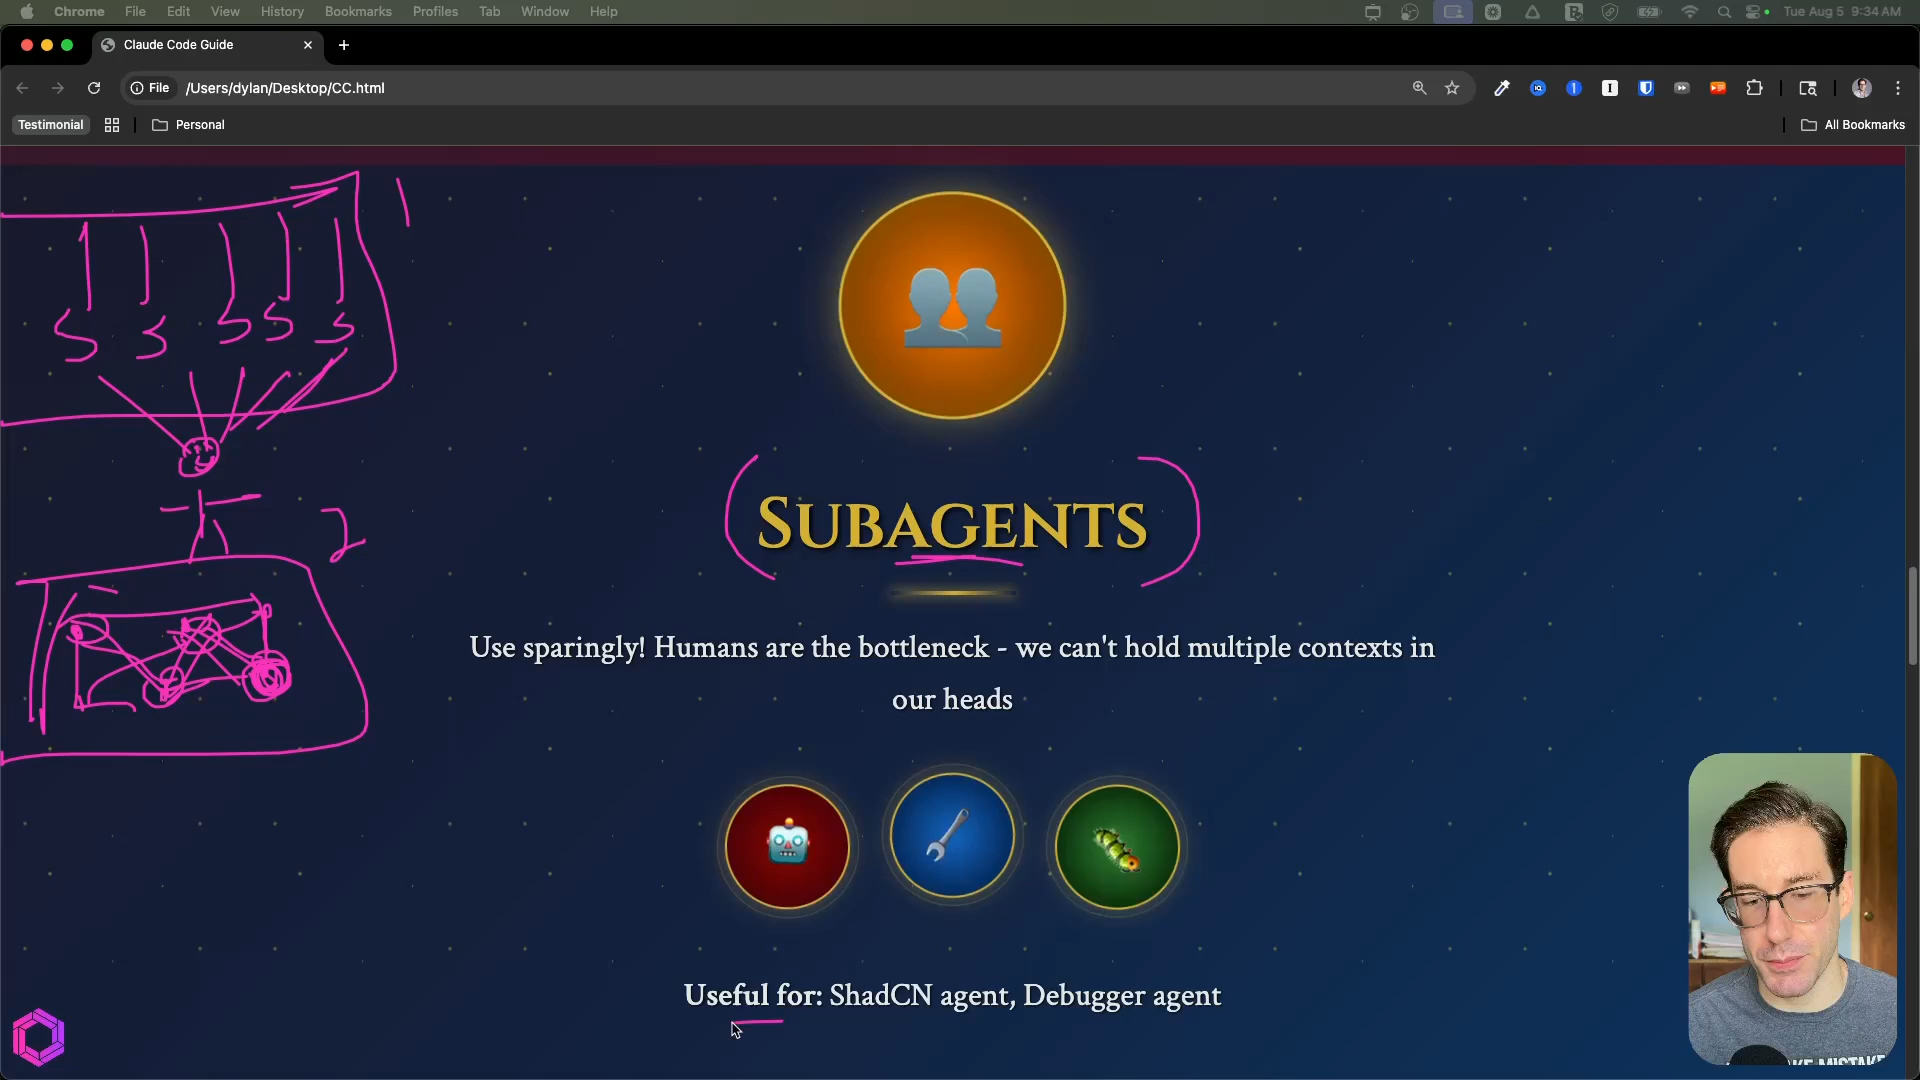 Chrome File Edit View History Bookmarks Profiles Tab Window Help Tue Aug 5 9:34 AM
Claude Code Guide
File /Users/dylan/Desktop/CC.html
Testimonial Personal All Bookmarks
1
S S S S S
SUBAGENTS
2
Use sparingly! Humans are the bottleneck - we can't hold multiple contexts in
our heads
Useful for: ShadCN agent, Debugger agent